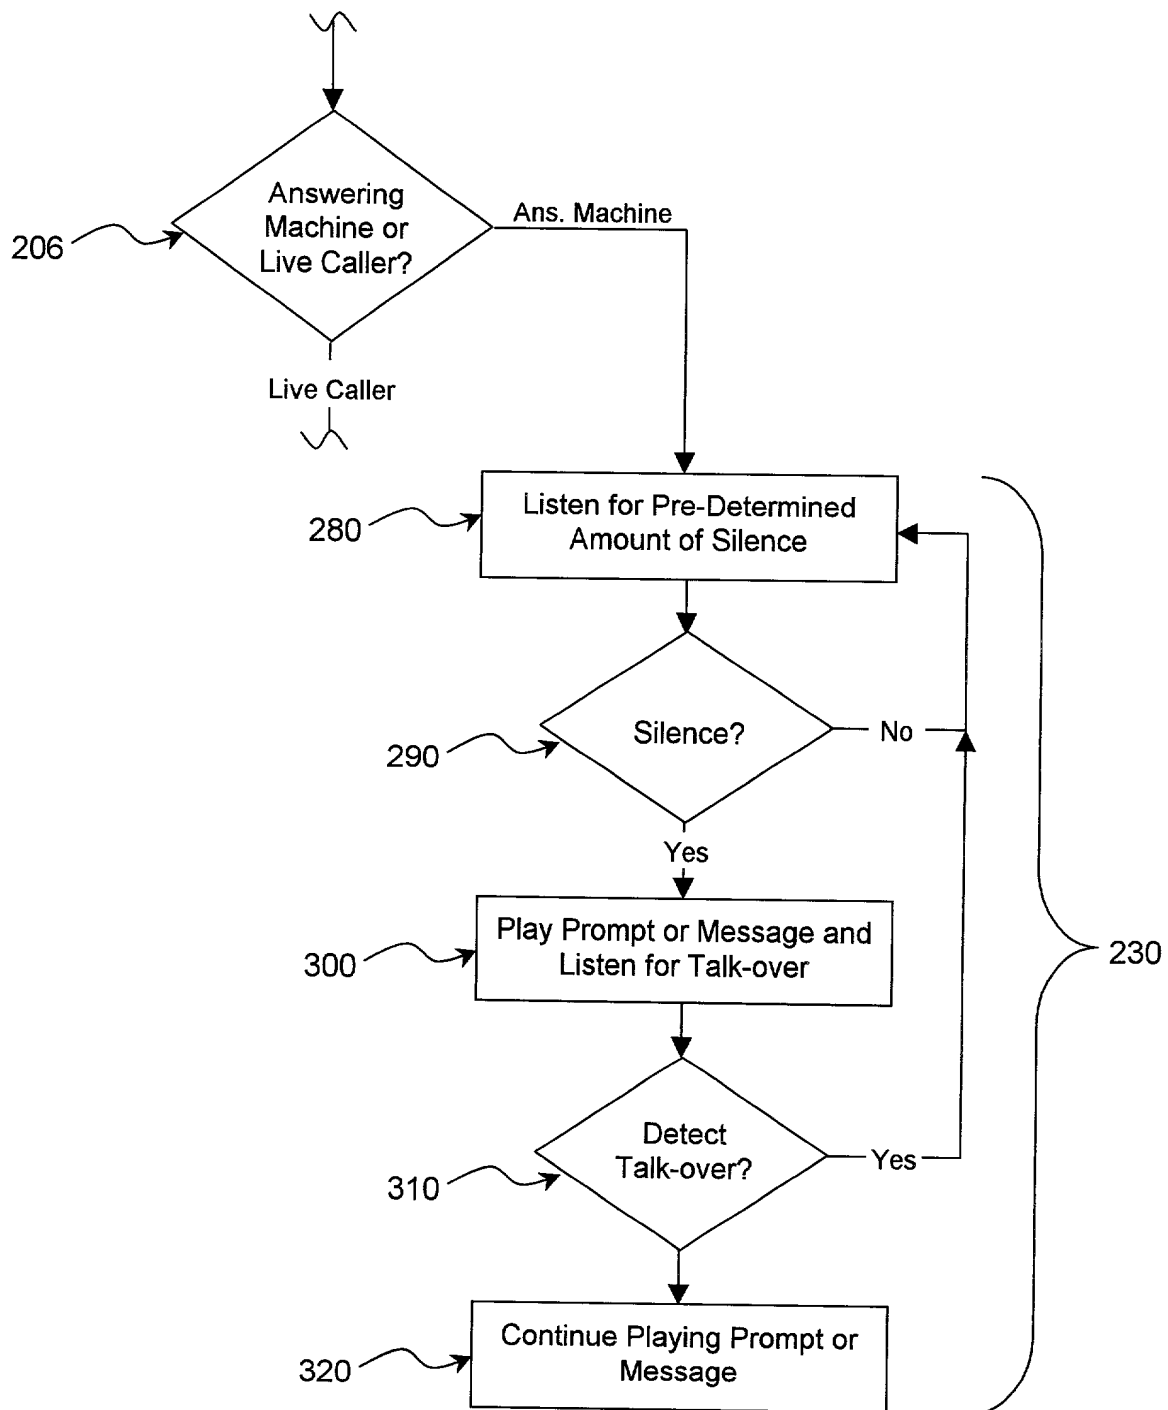 Answering
Machine or
Live Caller?
Ans. Machine
206
Live Caller
Listen for Pre-Determined
Amount of Silence
280
Silence?
No
290
Yes
Play Prompt or Message and
Listen for Talk-over
300
230
Detect
Talk-over?
Yes
310
Continue Playing Prompt or
Message
320